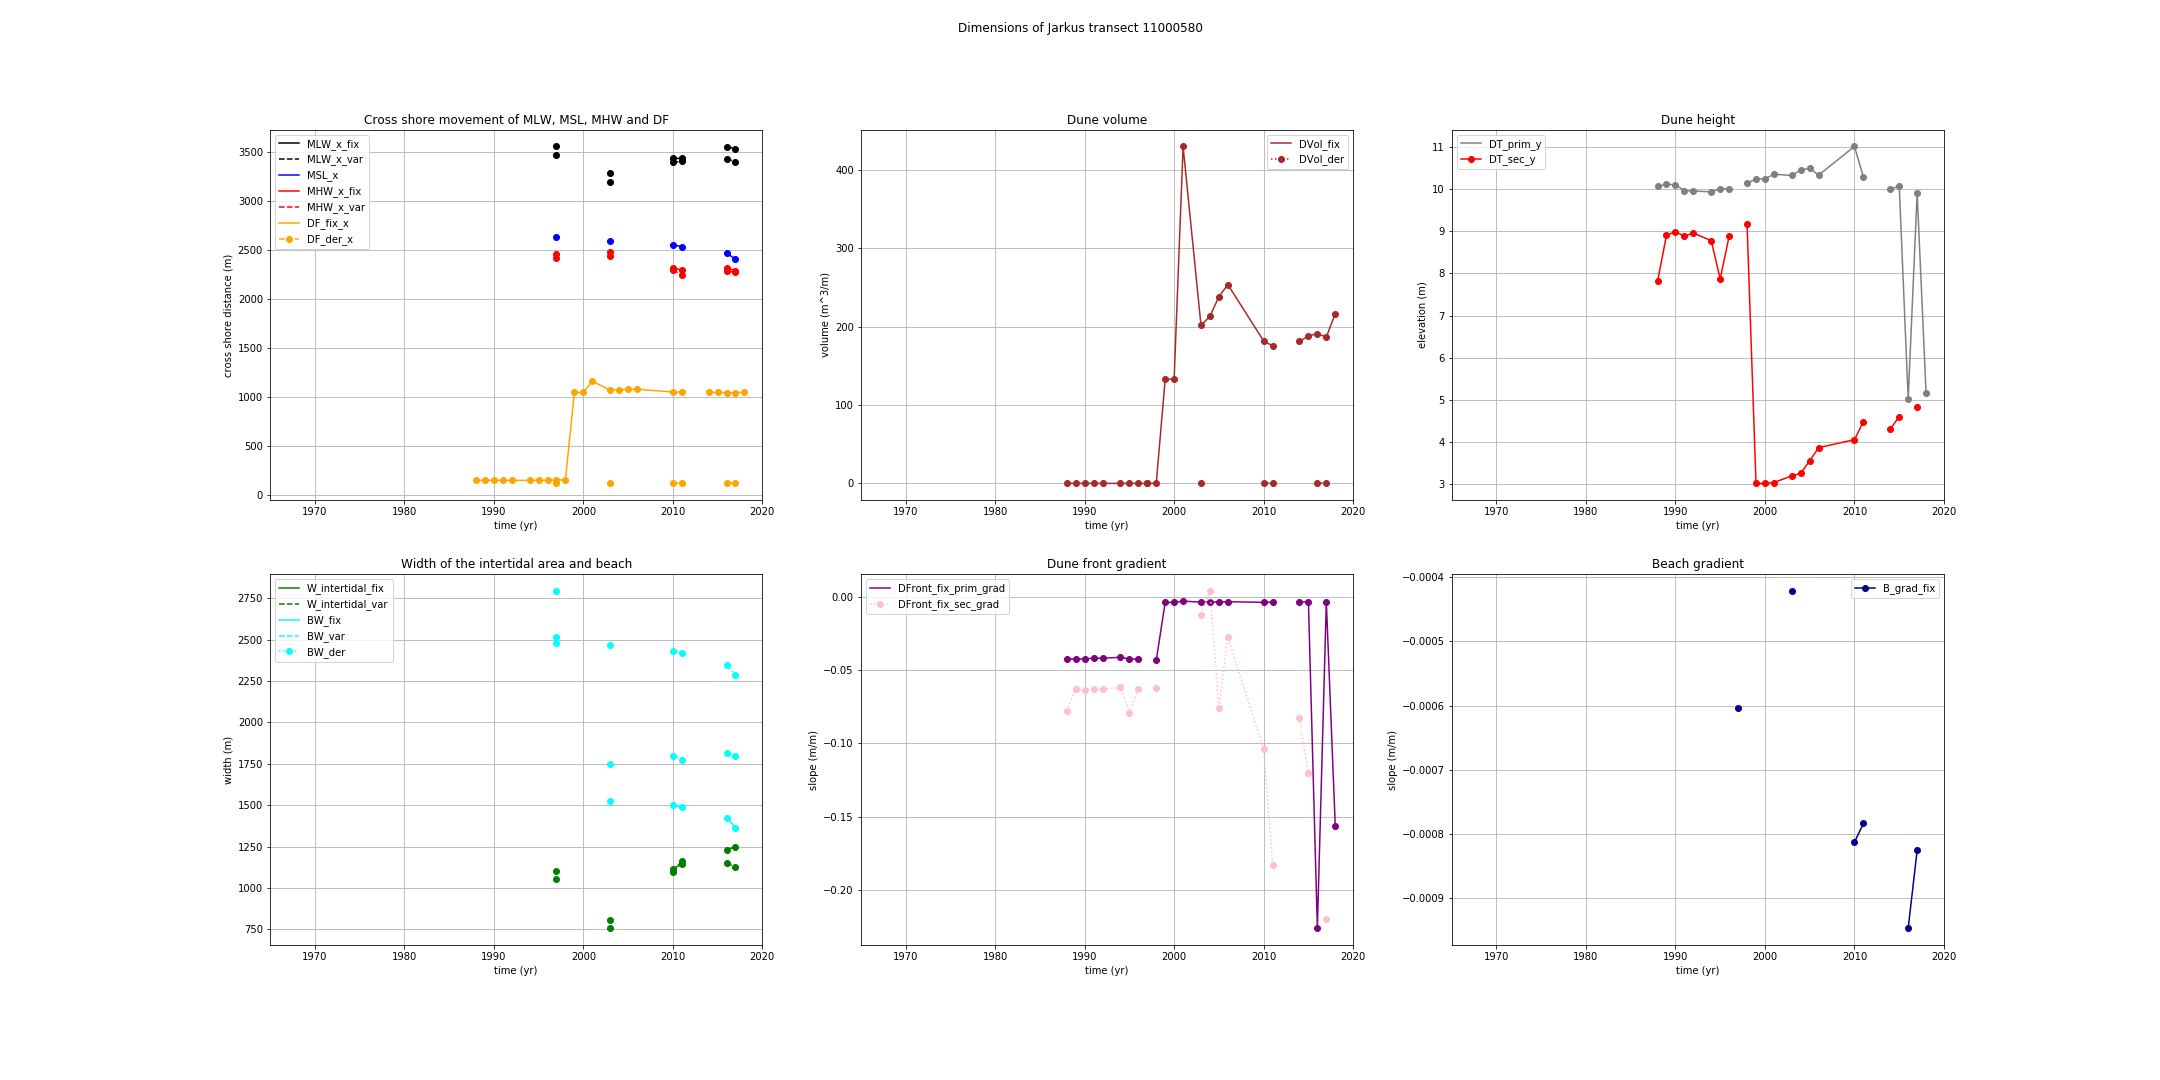 Dimensions of Jarkus transect 11000580
Cross shore movement of MLW, MSL, MHW and DF
MLW_x_fix
MLW_x_var
MSL_x
MHW_x_fix
MHW_x_var
DF_fix_x
DF_der_x
cross shore distance (m)
3500
3000
2500
2000
1500
1000
500
0
1970 1980 1990 2000 2010 2020
time (yr)
Dune volume
DVol_fix
DVol_der
volume (m^3/m)
400
300
200
100
0
1970 1980 1990 2000 2010 2020
time (yr)
Dune height
DT_prim_y
DT_sec_y
elevation (m)
11
10
9
8
7
6
5
4
3
1970 1980 1990 2000 2010 2020
time (yr)
Width of the intertidal area and beach
W_intertidal_fix
W_intertidal_var
BW_fix
BW_var
BW_der
width (m)
2750
2500
2250
2000
1750
1500
1250
1000
750
1970 1980 1990 2000 2010 2020
time (yr)
Dune front gradient
DFront_fix_prim_grad
DFront_fix_sec_grad
slope (m/m)
0.00
−0.05
−0.10
−0.15
−0.20
1970 1980 1990 2000 2010 2020
time (yr)
Beach gradient
B_grad_fix
slope (m/m)
−0.0004
−0.0005
−0.0006
−0.0007
−0.0008
−0.0009
1970 1980 1990 2000 2010 2020
time (yr)